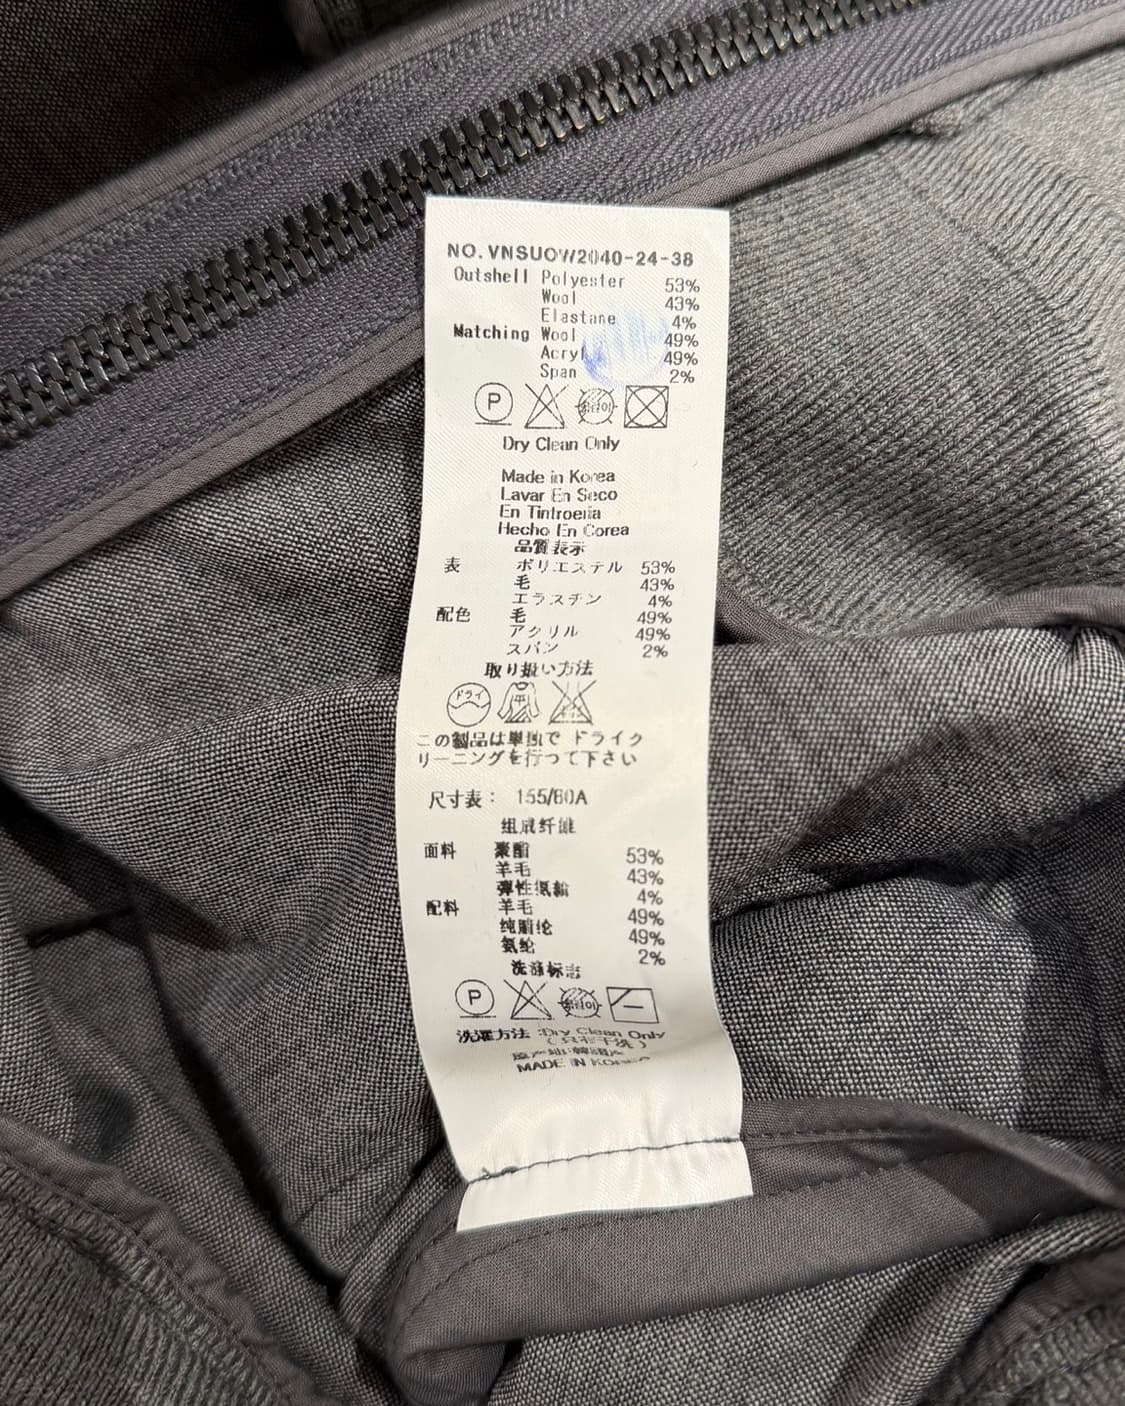 NO. VNSUOW2040-24-38
Outshell Polyester 53%
Wool 43%
Elastane 4%
Matching Wool 49%
Acryl 49%
Span 2%
P
Dry Clean Only
Made in Korea
Lavar En Seco
En Tintroeria
Hecho En Corea
品質表示
表 ポリエステル 53%
毛 43%
エラスチン 4%
配色 毛 49%
アクリル 49%
スパン 2%
取り扱い方法
ドライ
この製品は単独で ドライク
リーニングを行って下さい
尺寸表: 155/80A
组成纤维
面料 聚酯 53%
羊毛 43%
弹性 4%
配料 羊毛 49%
纯腈纶 49%
氨纶 2%
洗涤标志
P
洗濯方法 :Dry Clean Only
(只可干洗)
MADE IN KOREA